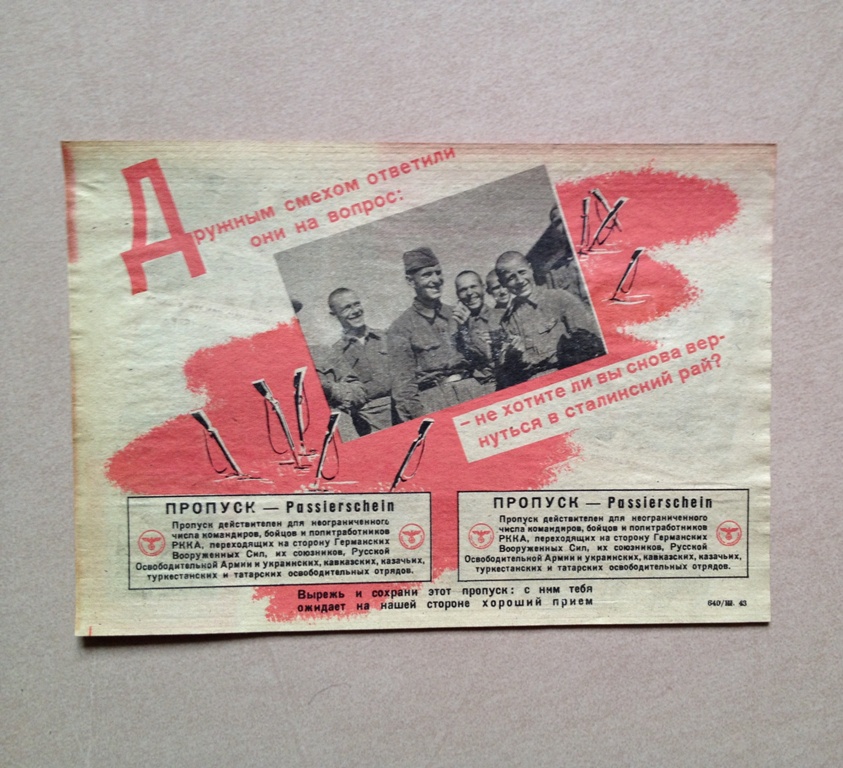 Дружным смехом ответили
они на вопрос:
– не хотите ли вы снова вер-
нуться в сталинский рай?
ПРОПУСК — Passierschein
Пропуск действителен для неограниченного
числа командиров, бойцов и политработников
РККА, переходящих на сторону Германских
Вооруженных Сил, их союзников, Русской
Освободительной Армии и украинских, кавказских, казачьих,
туркестанских и татарских освободительных отрядов.
ПРОПУСК — Passierschein
Пропуск действителен для неограниченного
числа командиров, бойцов и политработников
РККА, переходящих на сторону Германских
Вооруженных Сил, их союзников, Русской
Освободительной Армии и украинских, кавказских, казачьих,
туркестанских и татарских освободительных отрядов.
Вырежь и сохрани этот пропуск: с ним тебя
ожидает на нашей стороне хороший прием
640/III. 43